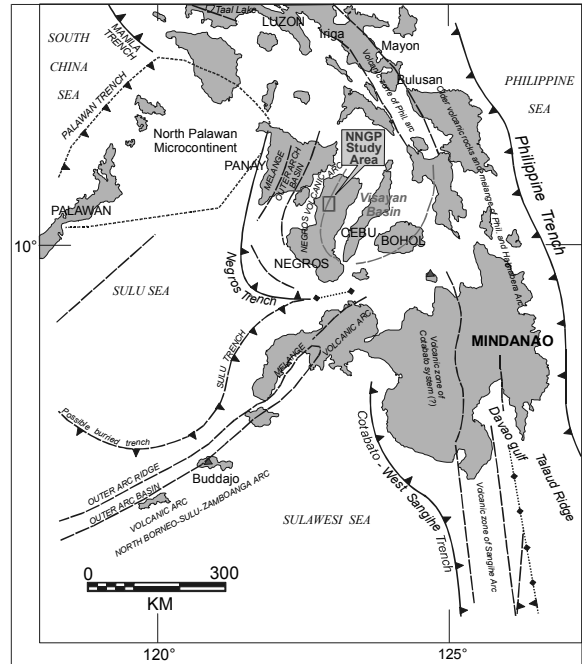 Taal Lake
LUZON
SOUTH
CHINA
SEA
MANILA
TRENCH
Iriga
Mayon
Bulusan
PHILIPPINE
SEA
PALAWAN TRENCH
Volcanic zone of Phil. arc
Older volcanic rocks and melange of Phil. and Halmahera Arc
North Palawan
Microcontinent
NNGP
Study
Area
PANAY
MELANGE
OUTER ARCH
BASIN
NEGROS VOLCANIC ARC
Visayan
Basin
Philippine Trench
PALAWAN
CEBU
BOHOL
10°
NEGROS
Negros Trench
SULU SEA
SULU TRENCH
MELANGE
VOLCANIC ARC
MINDANAO
Volcanic zone of
Cotabato system (?)
Possible burried trench
Cotabato - West Sangihe
Trench
Davao gulf
Talaud Ridge
Buddajo
OUTER ARC RIDGE
OUTER ARC BASIN
VOLCANIC ARC
NORTH BORNEO-SULU-ZAMBOANGA ARC
SULAWESI SEA
Volcanic zone of Sangihe Arc
0 300
KM
120° 125°